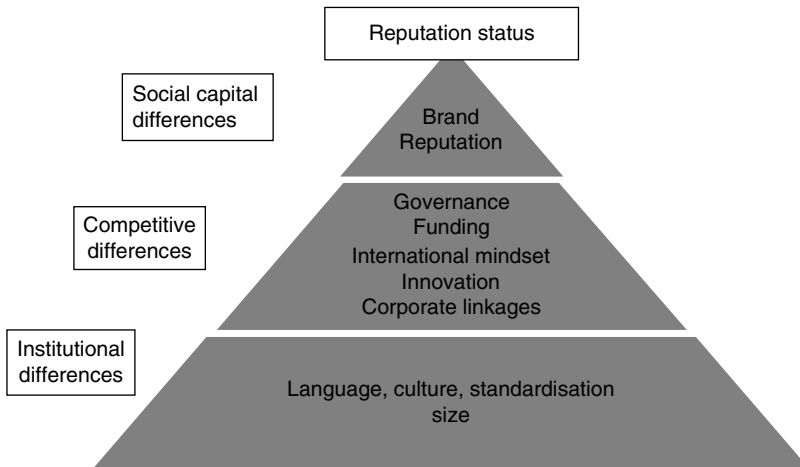 Reputation status
Social capital
differences
Brand
Reputation
Competitive
differences
Governance
Funding
International mindset
Innovation
Corporate linkages
Institutional
differences
Language, culture, standardisation
size